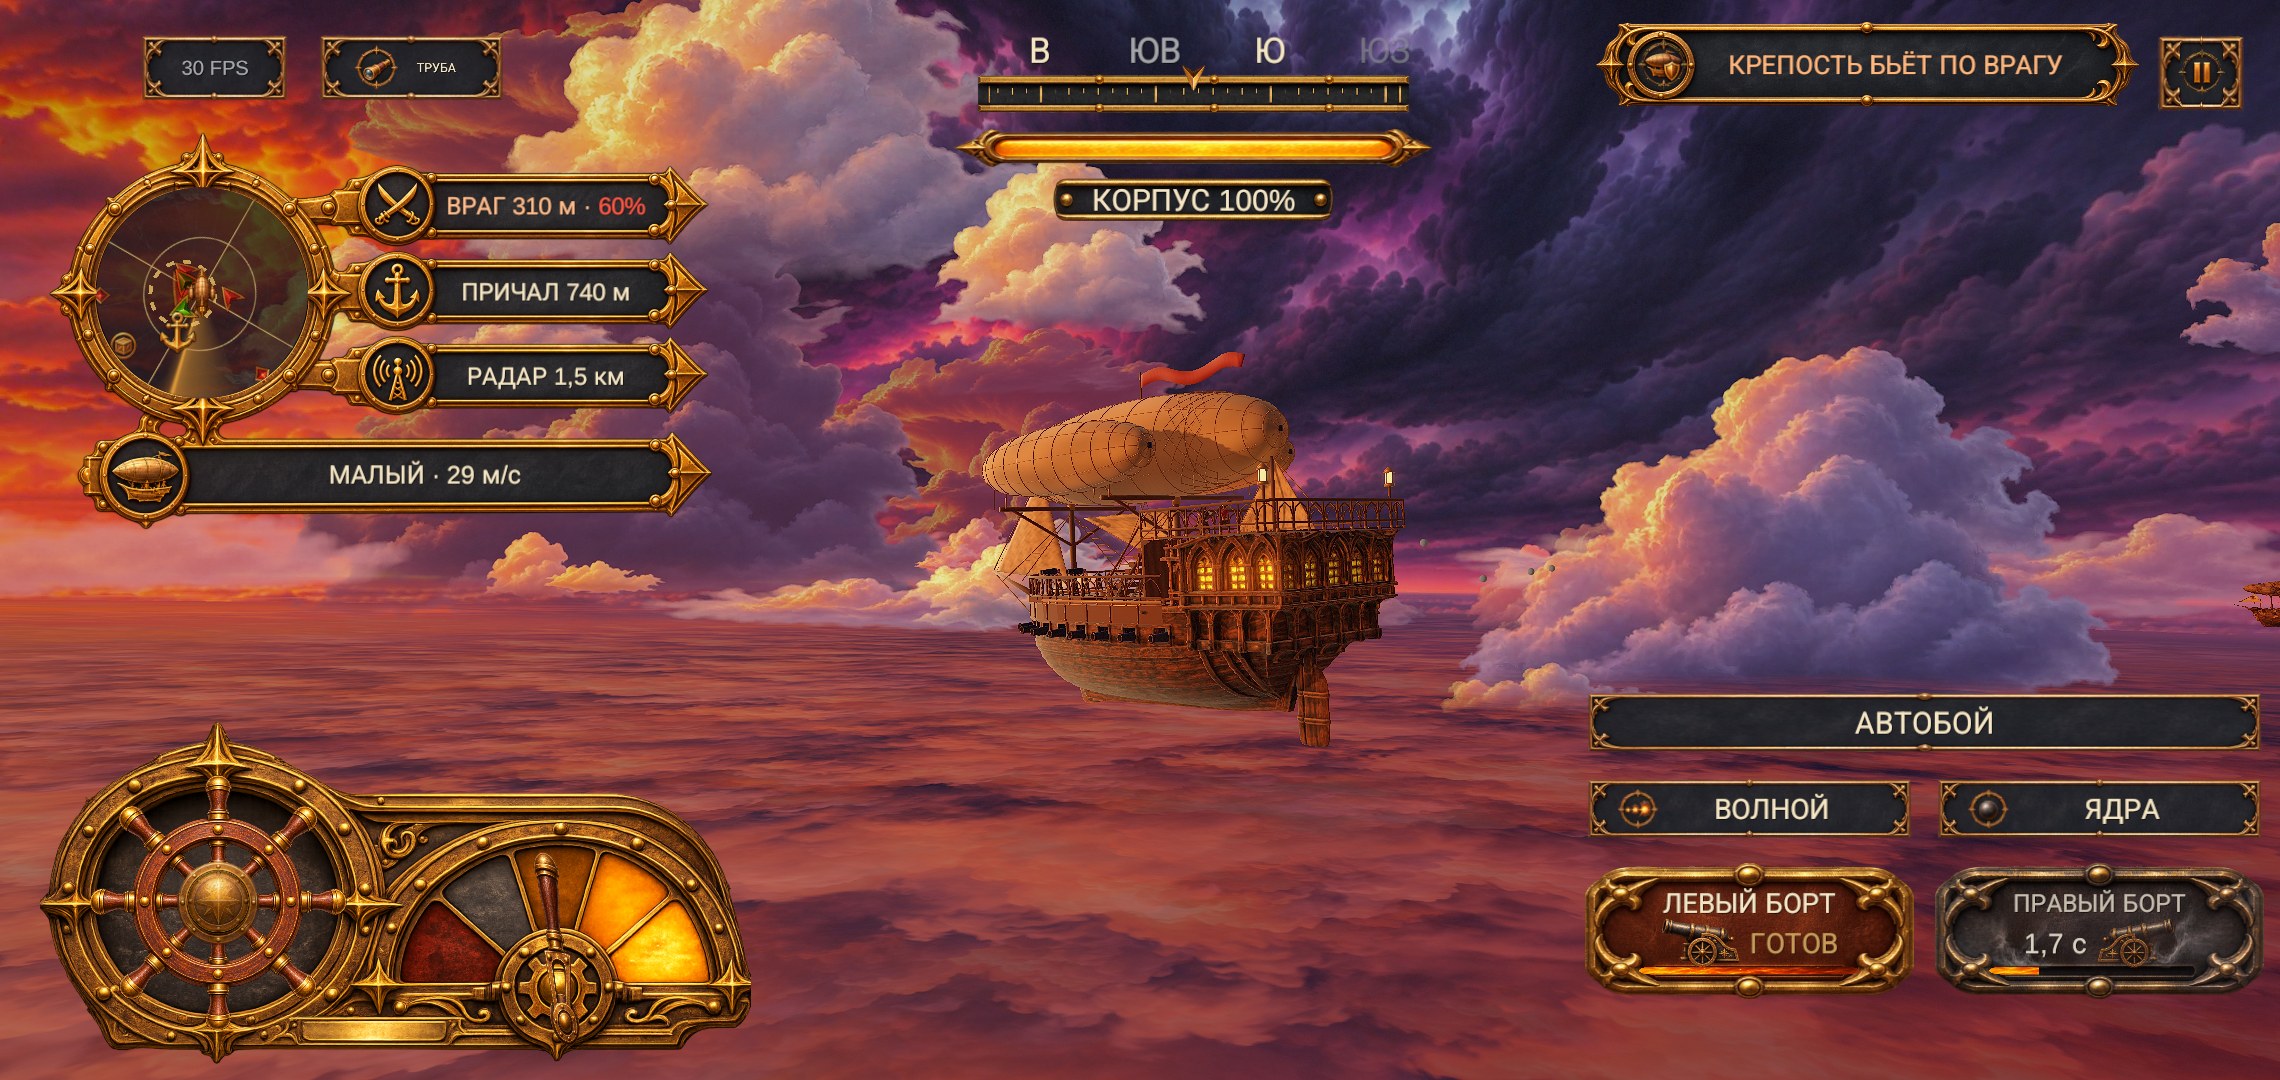 30 FPS
ТРУБА
В ЮВ Ю ЮЗ
КРЕПОСТЬ БЬЁТ ПО ВРАГУ
КОРПУС 100%
ВРАГ 310 м · 60%
ПРИЧАЛ 740 м
РАДАР 1,5 км
МАЛЫЙ · 29 м/с
АВТОБОЙ
ВОЛНОЙ
ЯДРА
ЛЕВЫЙ БОРТ
ГОТОВ
ПРАВЫЙ БОРТ
1,7 с